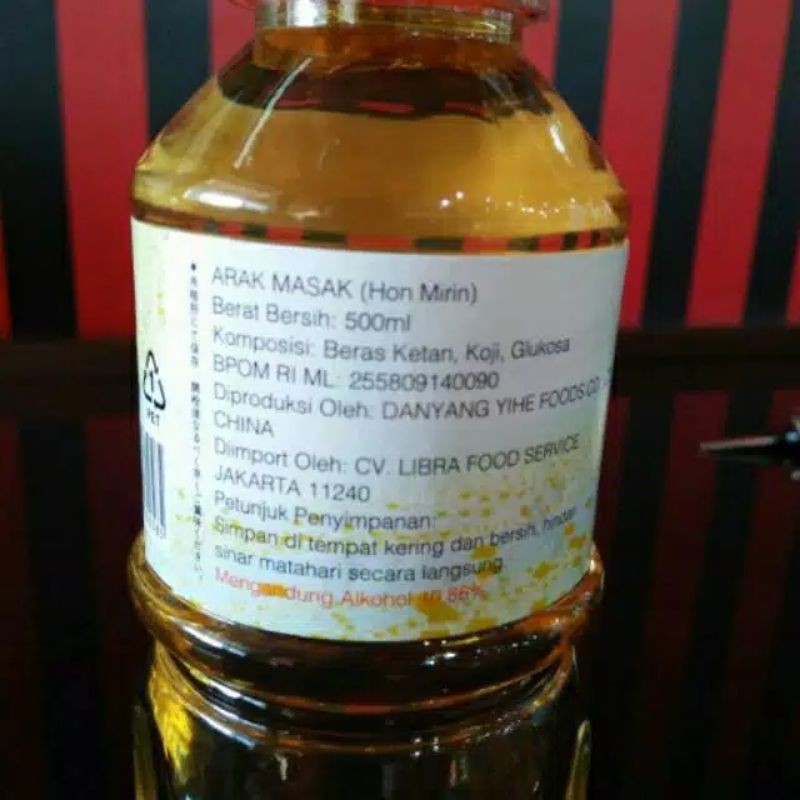 ARAK MASAK (Hon Mirin)
Berat Bersih: 500ml
Komposisi: Beras Ketan, Koji, Glukosa
BPOM RI ML: 255809140090
Diproduksi Oleh: DANYANG YIHE FOODS CO
CHINA
Diimport Oleh: CV. LIBRA FOOD SERVICE
JAKARTA 11240
Petunjuk Penyimpanan:
Simpan di tempat kering dan bersih, hindari
sinar matahari secara langsung
Mengandung Alkohol
1
PET